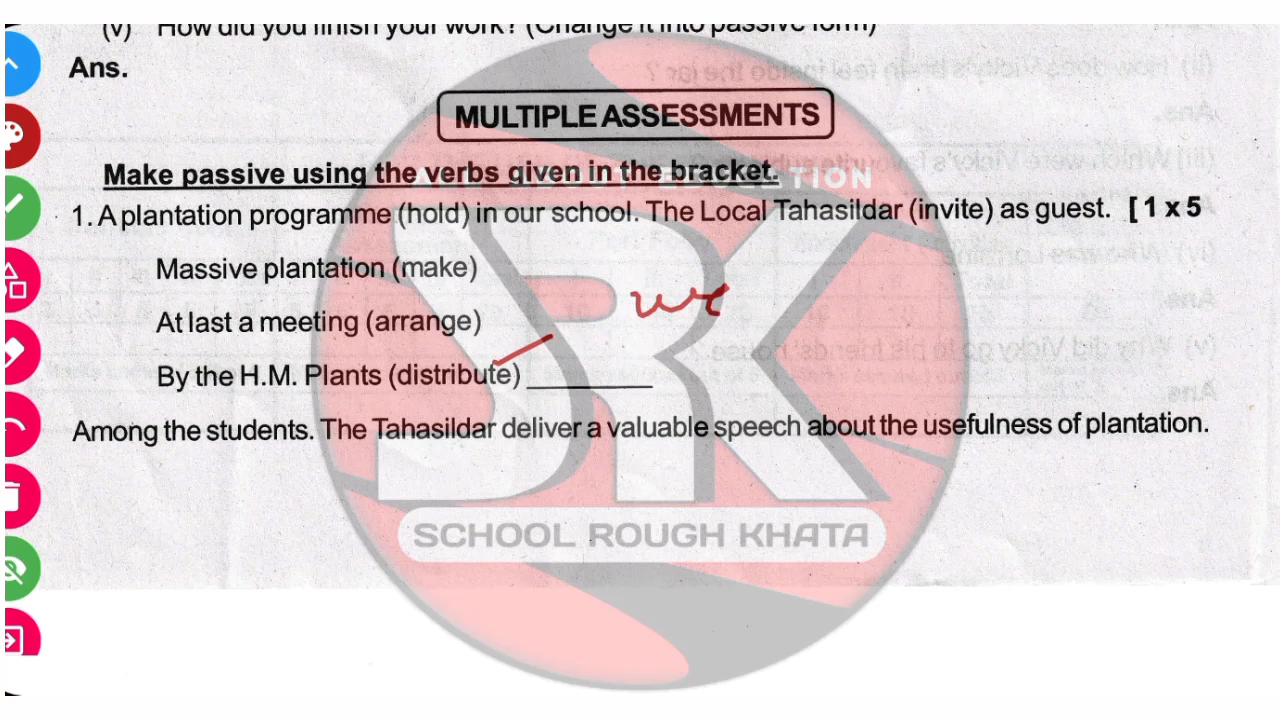 (v) How did you finish your work? (Change it into passive form)
Ans.
MULTIPLE ASSESSMENTS
Make passive using the verbs given in the bracket.
1. A plantation programme (hold) in our school. The Local Tahasildar (invite) as guest. [ 1 x 5
Massive plantation (make)
At last a meeting (arrange)
By the H.M. Plants (distribute)
Among the students. The Tahasildar deliver a valuable speech about the usefulness of plantation.
SRK
SCHOOL ROUGH KHATA